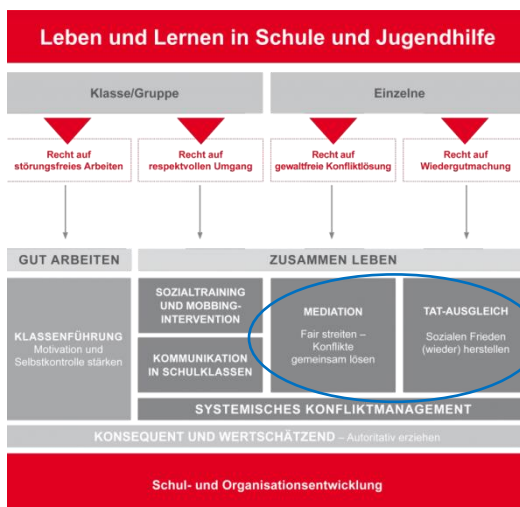 Leben und Lernen in Schule und Jugendhilfe
Klasse/Gruppe
Einzelne
Recht auf
störungsfreies Arbeiten
Recht auf
respektvollen Umgang
Recht auf
gewaltfreie Konfliktlösung
Recht auf
Wiedergutmachung
GUT ARBEITEN
ZUSAMMEN LEBEN
KLASSENFÜHRUNG
Motivation und
Selbstkontrolle stärken
SOZIALTRAINING
UND MOBBING-
INTERVENTION
KOMMUNIKATION
IN SCHULKLASSEN
MEDIATION
Fair streiten –
Konflikte
gemeinsam lösen
TAT-AUSGLEICH
Sozialen Frieden
(wieder) herstellen
SYSTEMISCHES KONFLIKTMANAGEMENT
KONSEQUENT UND WERTSCHÄTZEND – Autoritativ erziehen
Schul- und Organisationsentwicklung